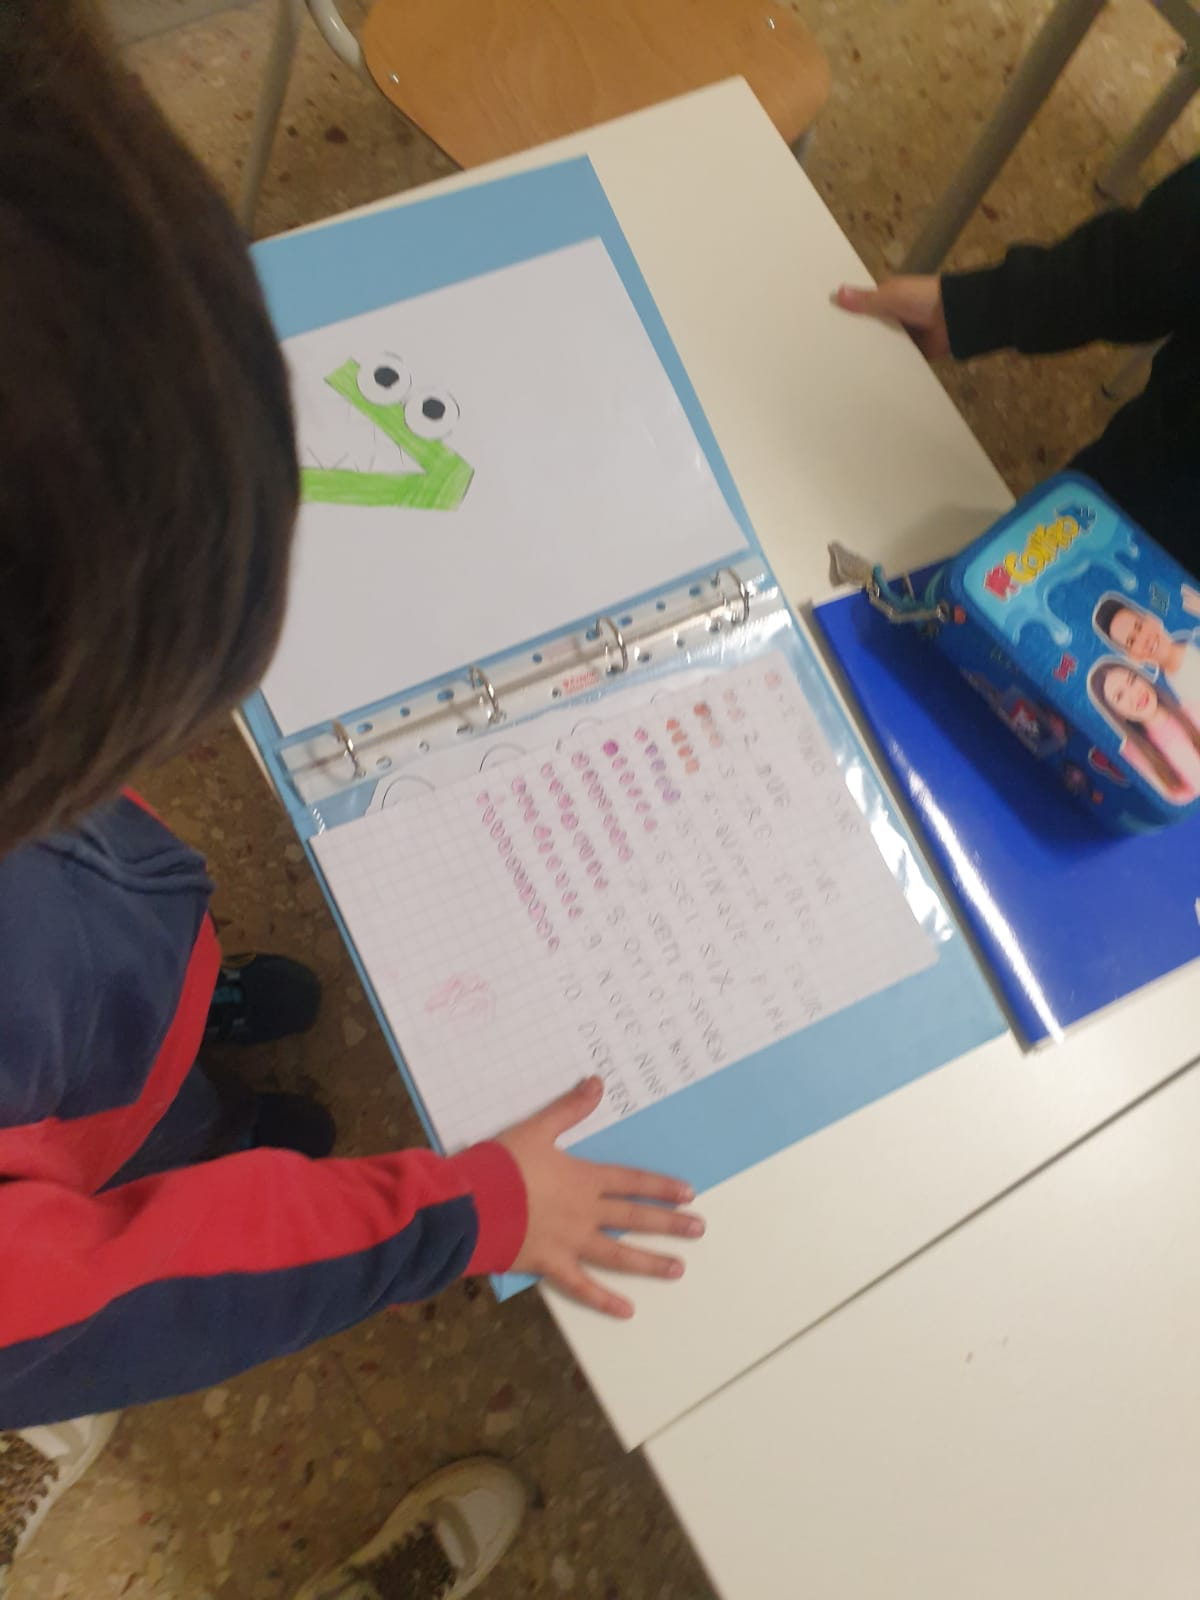 1 UNO ONE
2 DUE TWO
3 TRE THREE
4 QUATTRO FOUR
5 CINQUE FIVE
6 SEI SIX
7 SETTE SEVEN
8 OTTO
9 NOVE NINE
10 DIECI TEN